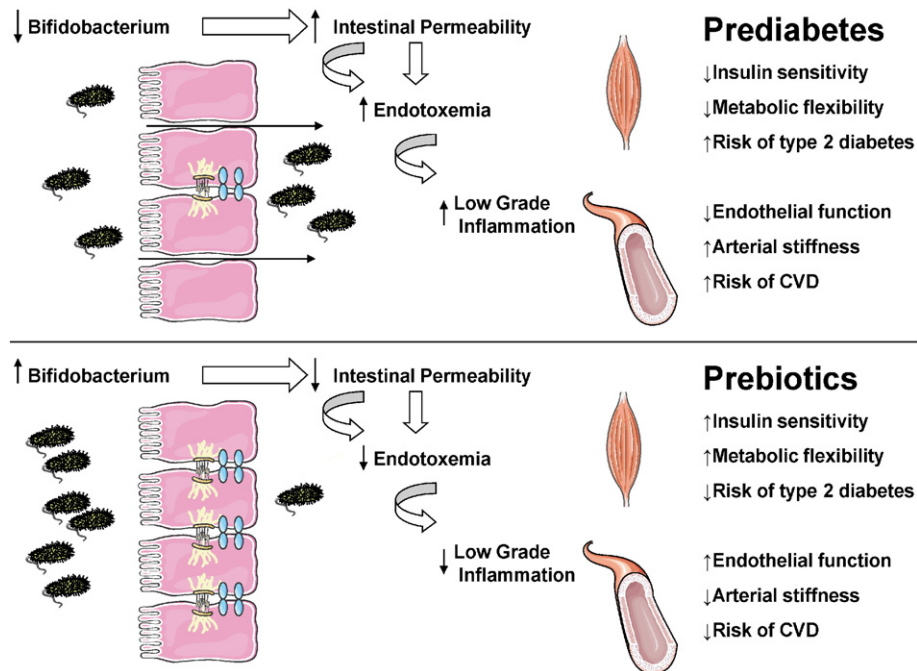 ↓ Bifidobacterium
↑ Intestinal Permeability
↑ Endotoxemia
↑ Low Grade
Inflammation
Prediabetes
↓Insulin sensitivity
↓Metabolic flexibility
↑Risk of type 2 diabetes
↓Endothelial function
↑Arterial stiffness
↑Risk of CVD
↑ Bifidobacterium
↓ Intestinal Permeability
↓ Endotoxemia
↓ Low Grade
Inflammation
Prebiotics
↑Insulin sensitivity
↑Metabolic flexibility
↓Risk of type 2 diabetes
↑Endothelial function
↓Arterial stiffness
↓Risk of CVD